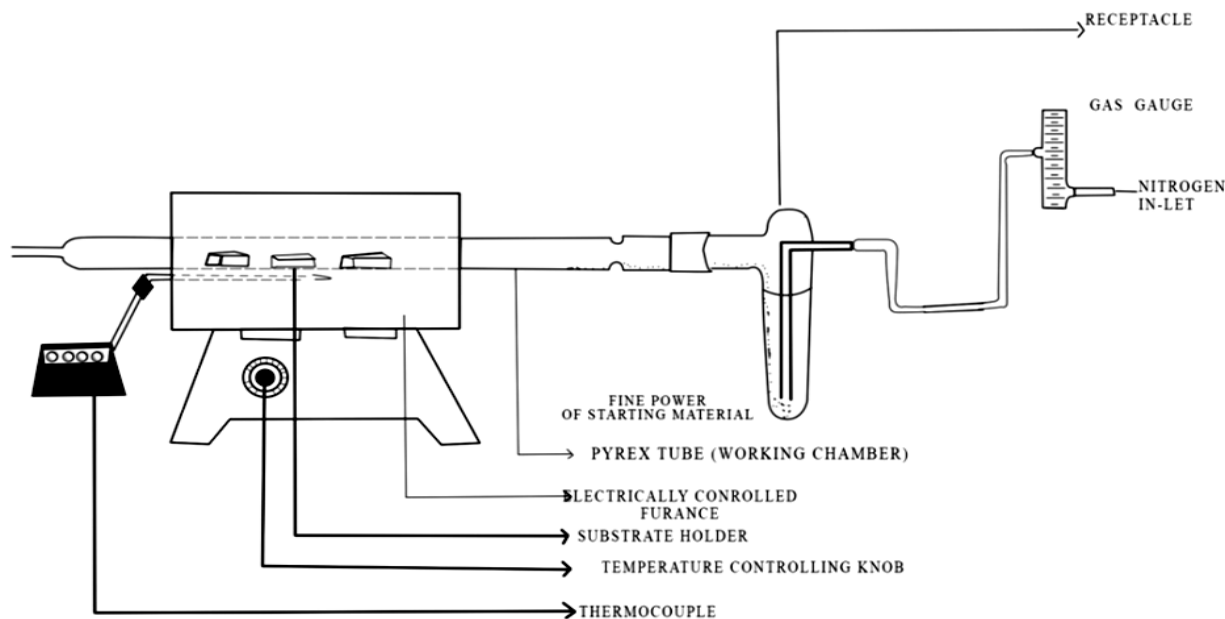 RECEPTACLE
GAS GAUGE
NITROGEN
IN-LET
FINE POWER
OF STARTING MATERIAL
PYREX TUBE (WORKING CHAMBER)
ELECTRICALLY CONROLLED
FURANCE
SUBSTRATE HOLDER
TEMPERATURE CONTROLLING KNOB
THERMOCOUPLE